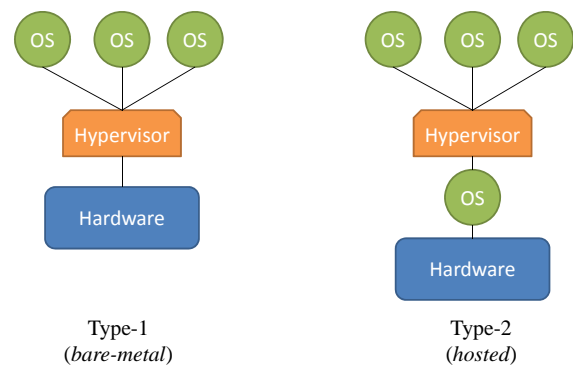 OS OS OS
Hypervisor
Hardware
Type-1
(bare-metal)
OS OS OS
Hypervisor
OS
Hardware
Type-2
(hosted)